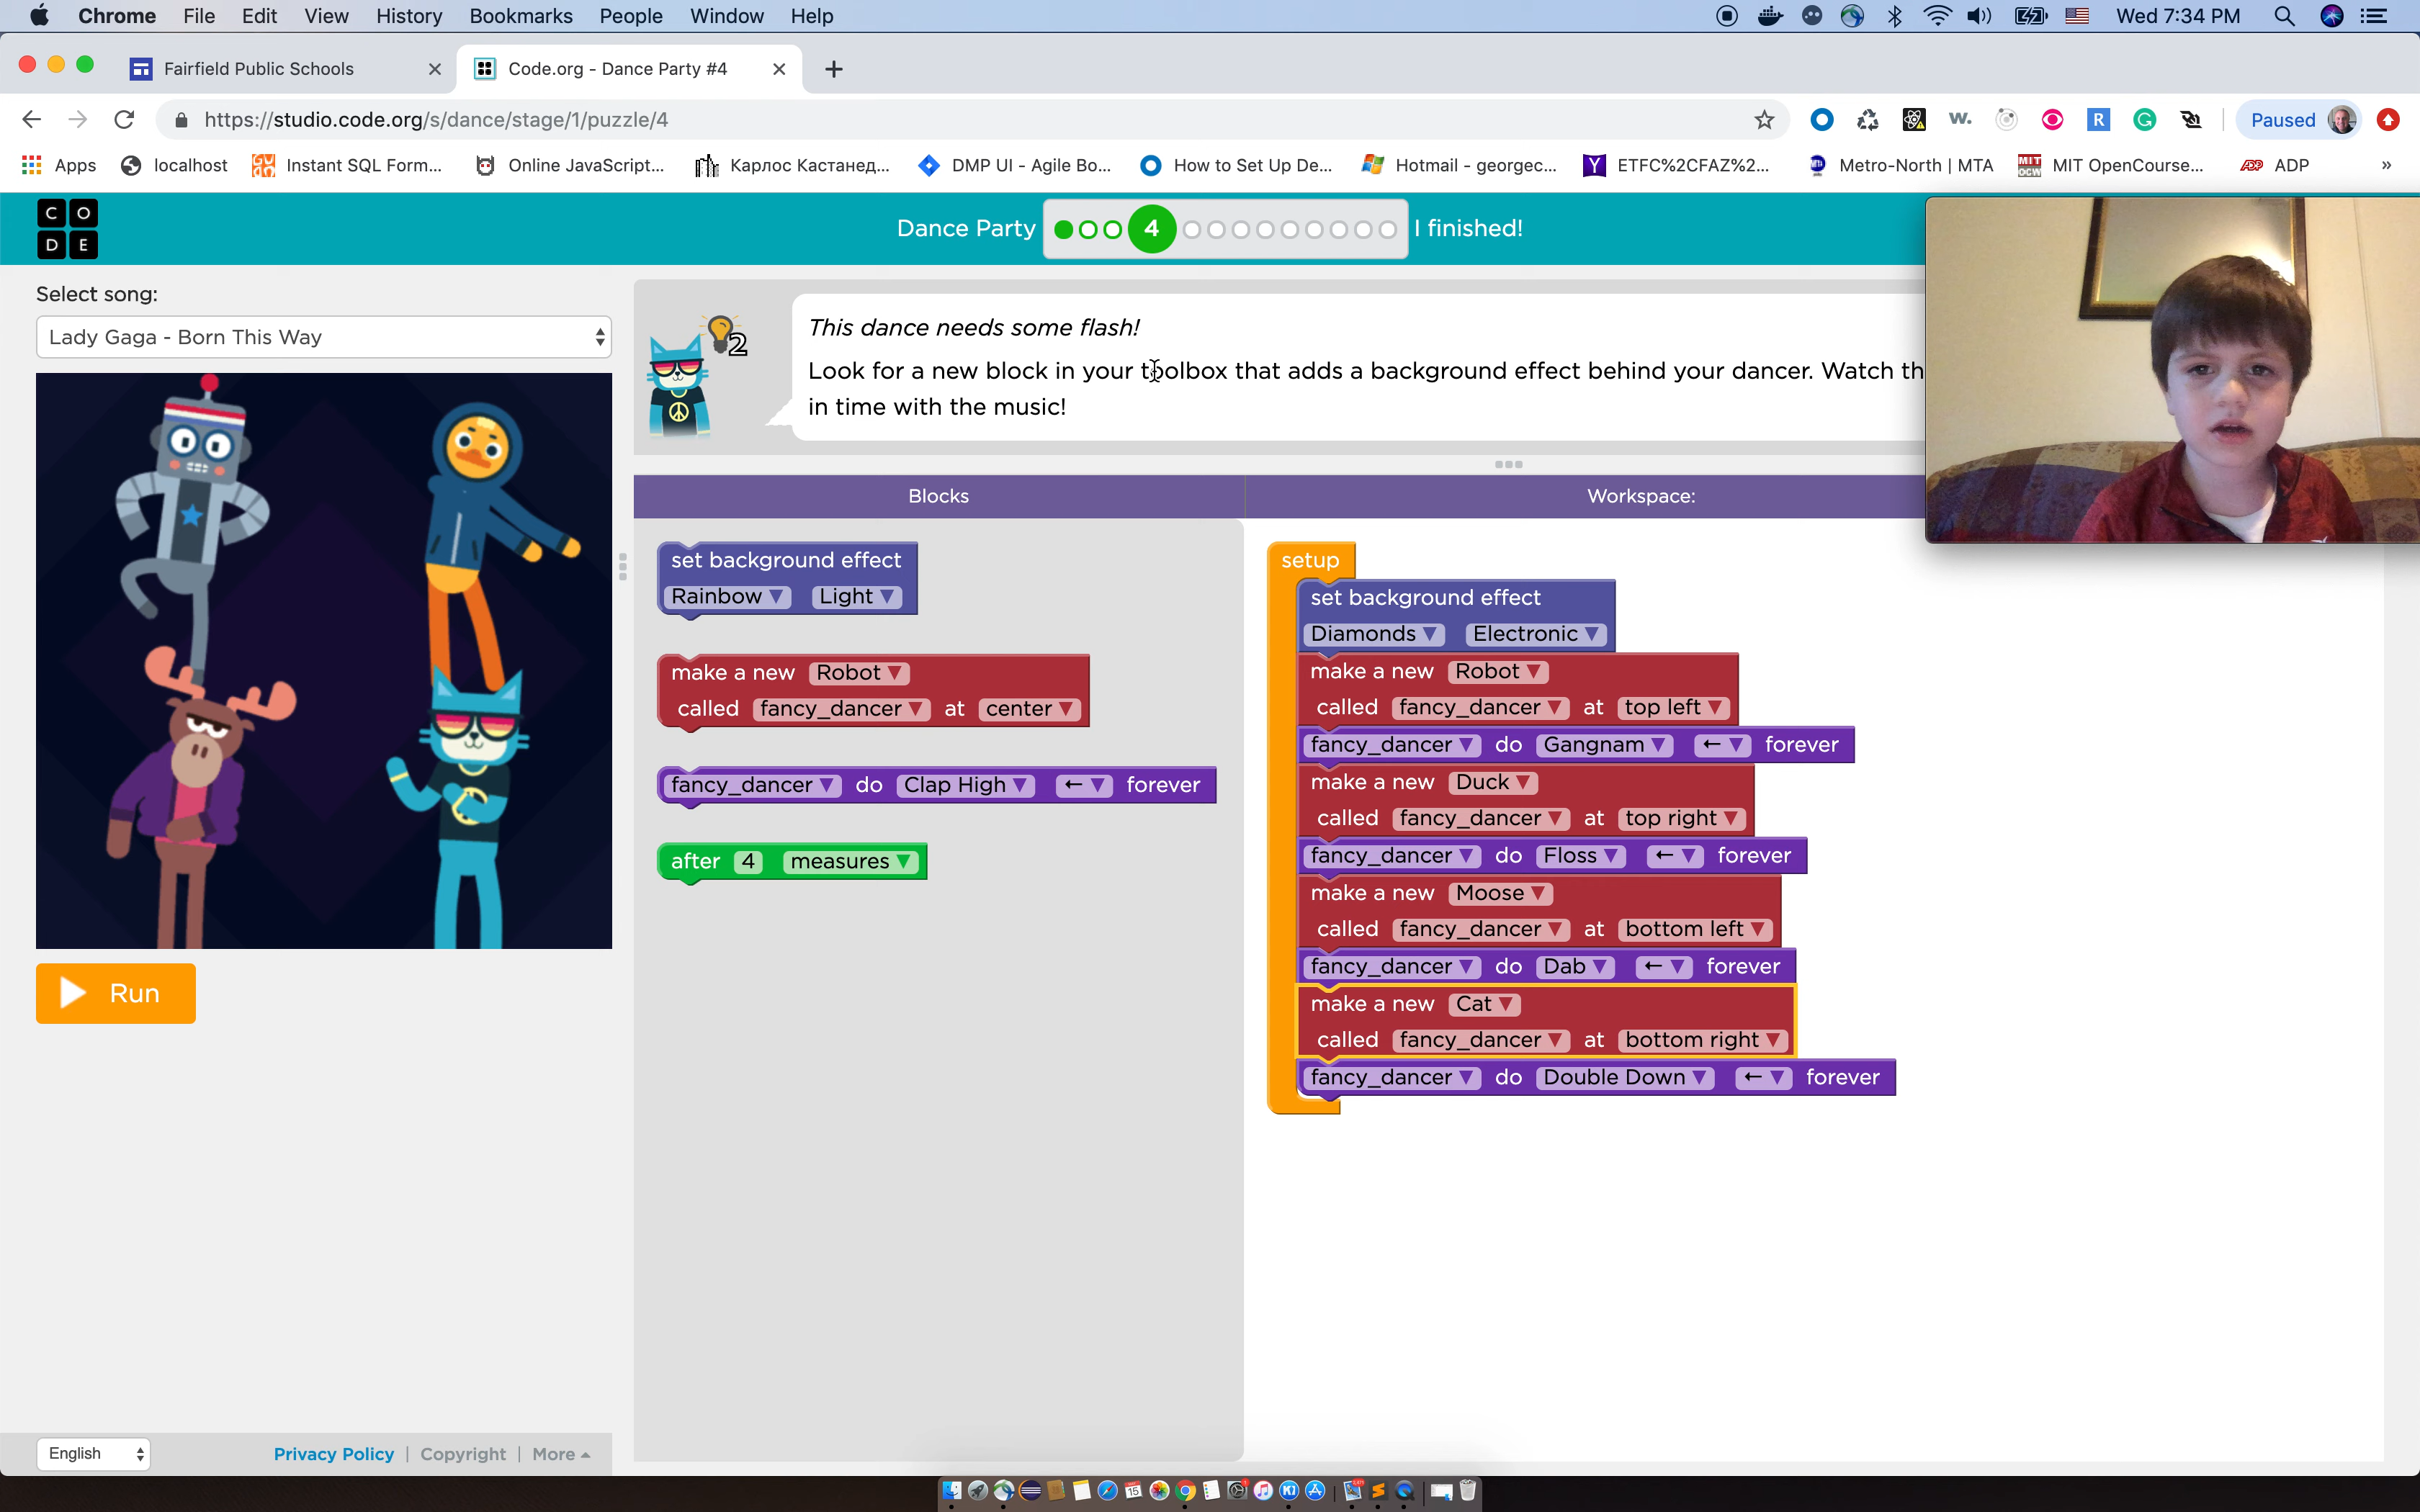 Chrome File Edit View History Bookmarks People Window Help
Wed 7:34 PM
Fairfield Public Schools
Code.org - Dance Party #4
https://studio.code.org/s/dance/stage/1/puzzle/4
Paused
Apps localhost Instant SQL Form... Online JavaScript... Карлос Кастанед... DMP UI - Agile Bo... How to Set Up De... Hotmail - georgec... ETFC%2CFAZ%2... Metro-North | MTA MIT OpenCourse... ADP »
C O
D E
Dance Party 4 I finished!
Select song:
Lady Gaga - Born This Way
2
This dance needs some flash!
Look for a new block in your toolbox that adds a background effect behind your dancer. Watch th
in time with the music!
Blocks
Workspace:
set background effect
Rainbow Light
make a new Robot
called fancy_dancer at center
fancy_dancer do Clap High ← forever
after 4 measures
setup
set background effect
Diamonds Electronic
make a new Robot
called fancy_dancer at top left
fancy_dancer do Gangnam ← forever
make a new Duck
called fancy_dancer at top right
fancy_dancer do Floss ← forever
make a new Moose
called fancy_dancer at bottom left
fancy_dancer do Dab ← forever
make a new Cat
called fancy_dancer at bottom right
fancy_dancer do Double Down ← forever
Run
English
Privacy Policy | Copyright | More